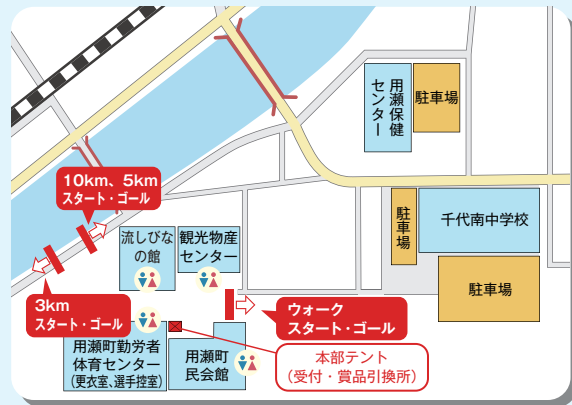 用瀬保健
センター
駐車場
10km、5km
スタート・ゴール
流しびな
の館
観光物産
センター
駐車場
千代南中学校
駐車場
3km
スタート・ゴール
ウォーク
スタート・ゴール
用瀬町勤労者
体育センター
(更衣室、選手控室)
用瀬町
民会館
本部テント
(受付・賞品引換所)